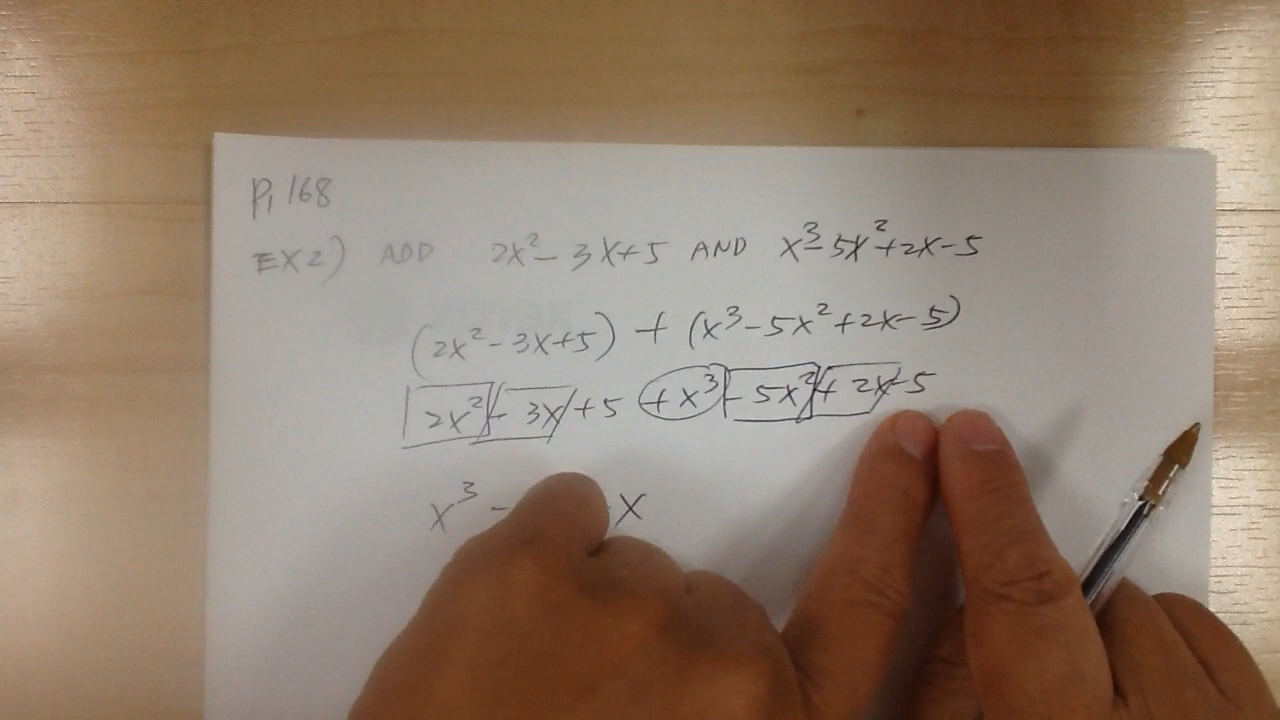 P, 168
EX2) ADD 2x² - 3x+5 AND x³-5x²+2x-5
(2x²-3x+5) + (x³-5x²+2x-5)
2x² - 3x +5 +x³ - 5x² + 2x -5
x³ - x